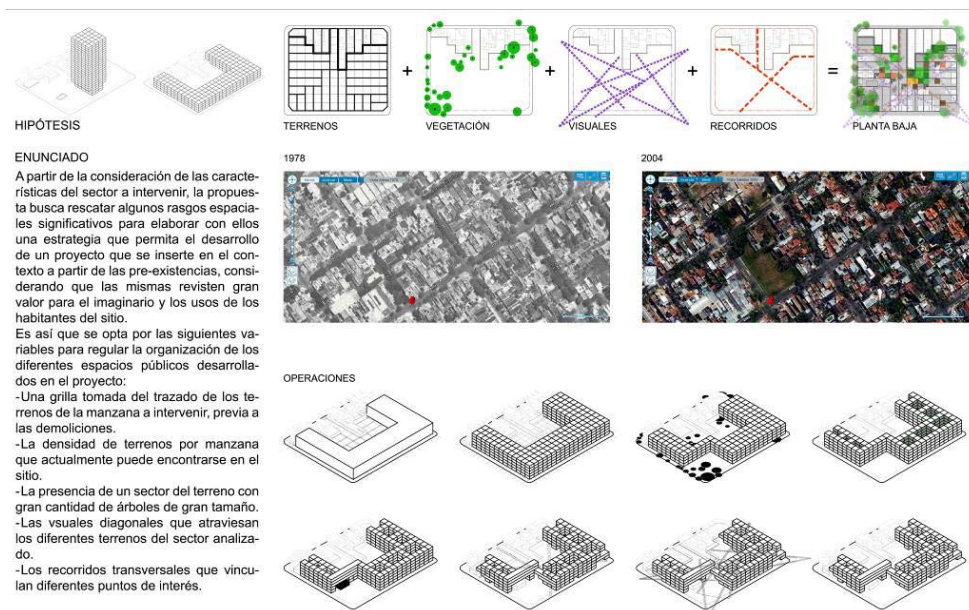 HIPÓTESIS
TERRENOS
+
VEGETACIÓN
+
VISUALES
+
RECORRIDOS
=
PLANTA BAJA
ENUNCIADO
A partir de la consideración de las caracte-
rísticas del sector a intervenir, la propues-
ta busca rescatar algunos rasgos espacia-
les significativos para elaborar con ellos
una estrategia que permita el desarrollo
de un proyecto que se inserte en el con-
texto a partir de las pre-existencias, consi-
derando que las mismas revisten gran
valor para el imaginario y los usos de los
habitantes del sitio.
Es así que se opta por las siguientes va-
riables para regular la organización de los
diferentes espacios públicos desarrolla-
dos en el proyecto:
-Una grilla tomada del trazado de los te-
rrenos de la manzana a intervenir, previa a
las demoliciones.
-La densidad de terrenos por manzana
que actualmente puede encontrarse en el
sitio.
-La presencia de un sector del terreno con
gran cantidad de árboles de gran tamaño.
-Las vsuales diagonales que atraviesan
los diferentes terrenos del sector analiza-
do.
-Los recorridos transversales que vincu-
lan diferentes puntos de interés.
1978
2004
OPERACIONES